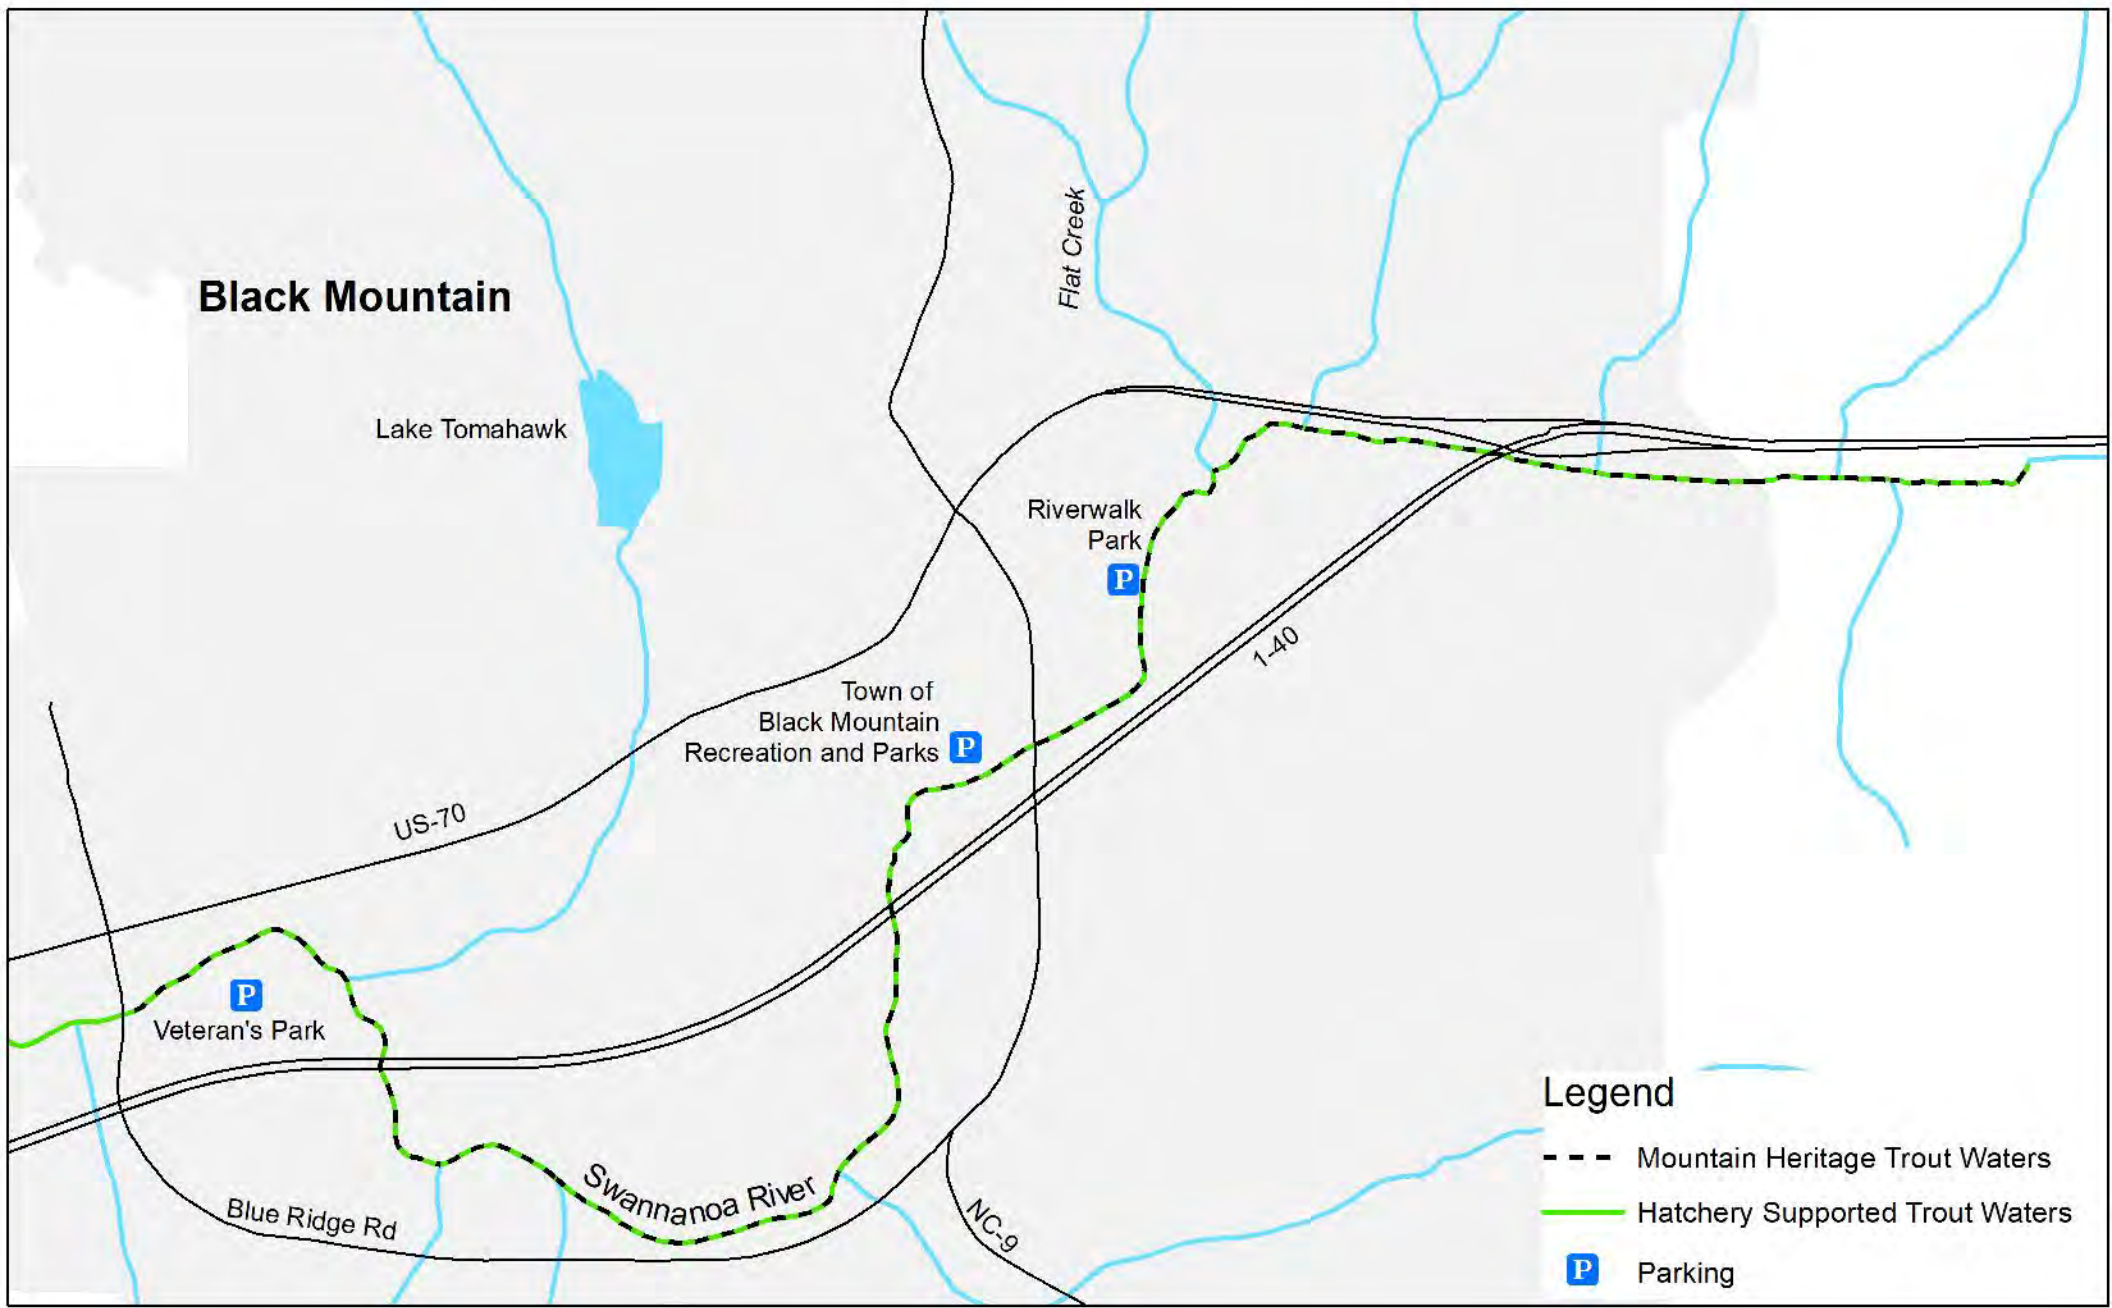 Flat Creek
Black Mountain
Lake Tomahawk
Riverwalk
Park
P
1-40
Town of
Black Mountain
Recreation and Parks
P
US-70
P
Veteran's Park
Swannanoa River
Blue Ridge Rd
NC-9
Legend
Mountain Heritage Trout Waters
Hatchery Supported Trout Waters
P
Parking